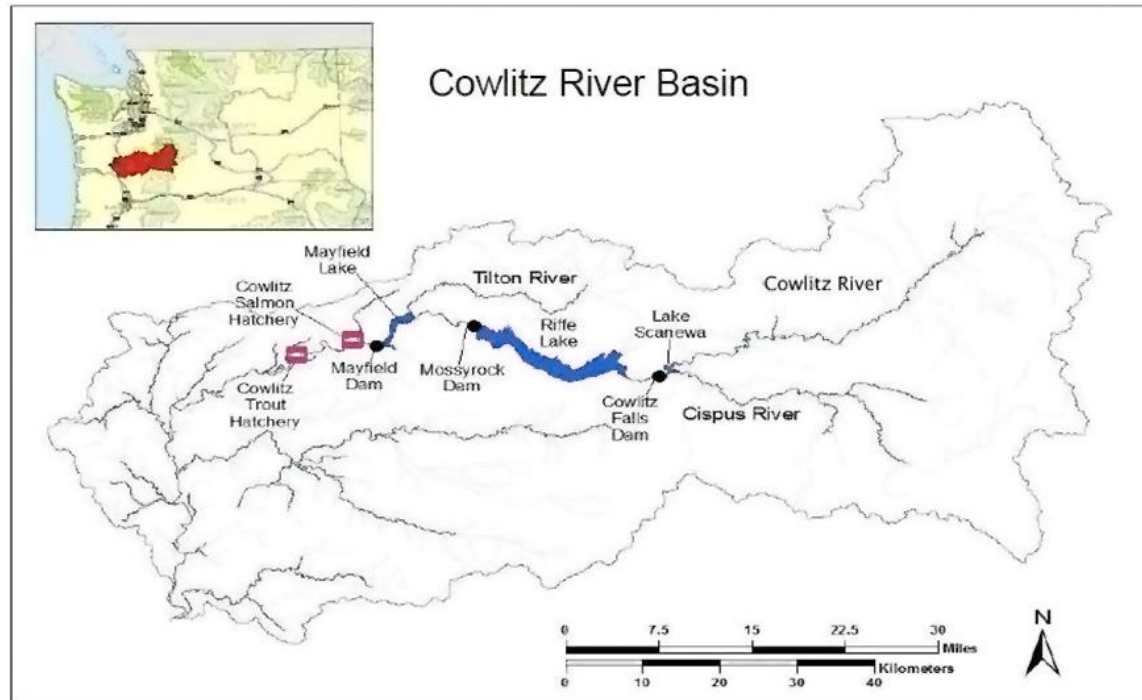 Cowlitz River Basin
Mayfield
Lake
Tilton River
Cowlitz
Salmon
Hatchery
Cowlitz River
Riffe
Lake
Lake
Scanewa
Mayfield
Dam
Mossyrock
Dam
Cowlitz
Trout
Hatchery
Cowlitz
Falls
Dam
Cispus River
N
0
7.5
15
22.5
30
Miles
Kilometers
0
10
20
30
40